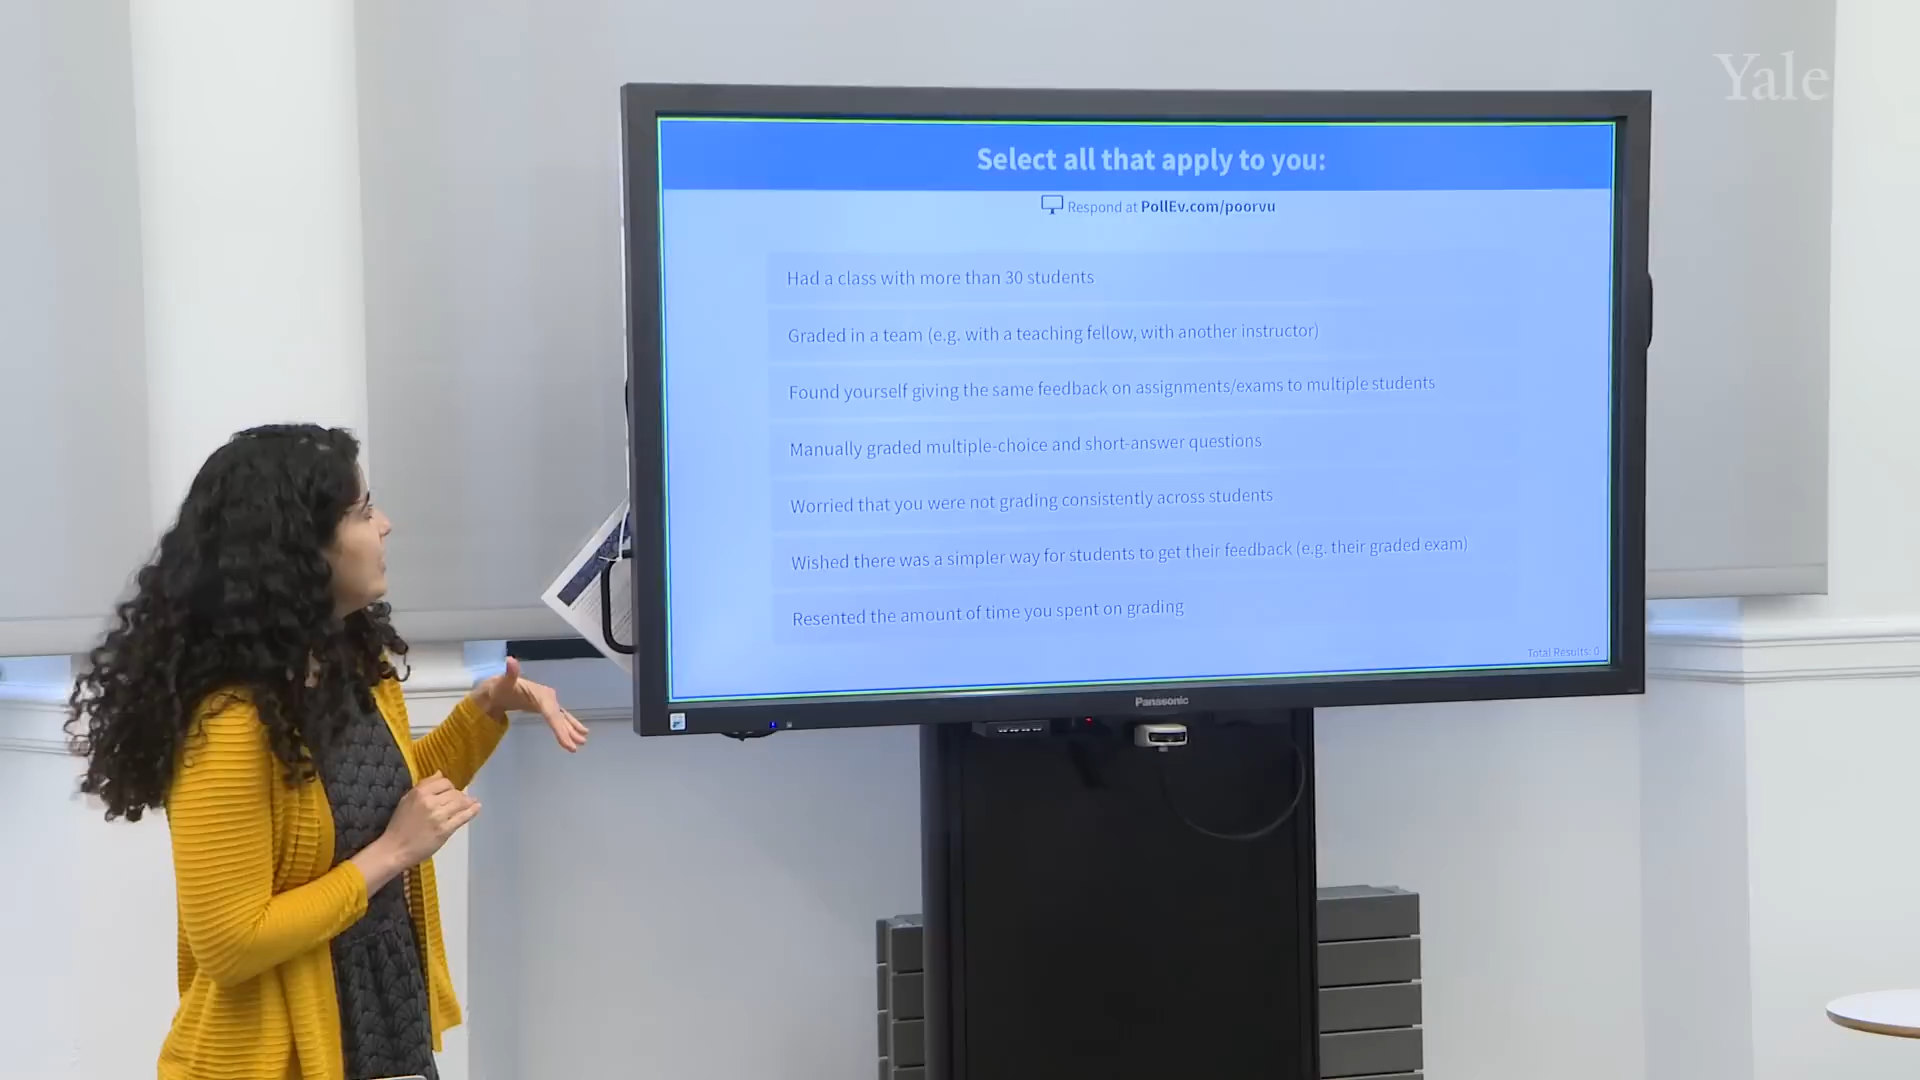 Yale
Select all that apply to you:
Respond at PollEv.com/poorvu
Had a class with more than 30 students
Graded in a team (e.g. with a teaching fellow, with another instructor)
Found yourself giving the same feedback on assignments/exams to multiple students
Manually graded multiple-choice and short-answer questions
Worried that you were not grading consistently across students
Wished there was a simpler way for students to get their feedback (e.g. their graded exam)
Resented the amount of time you spent on grading
Total Results: 0
Panasonic